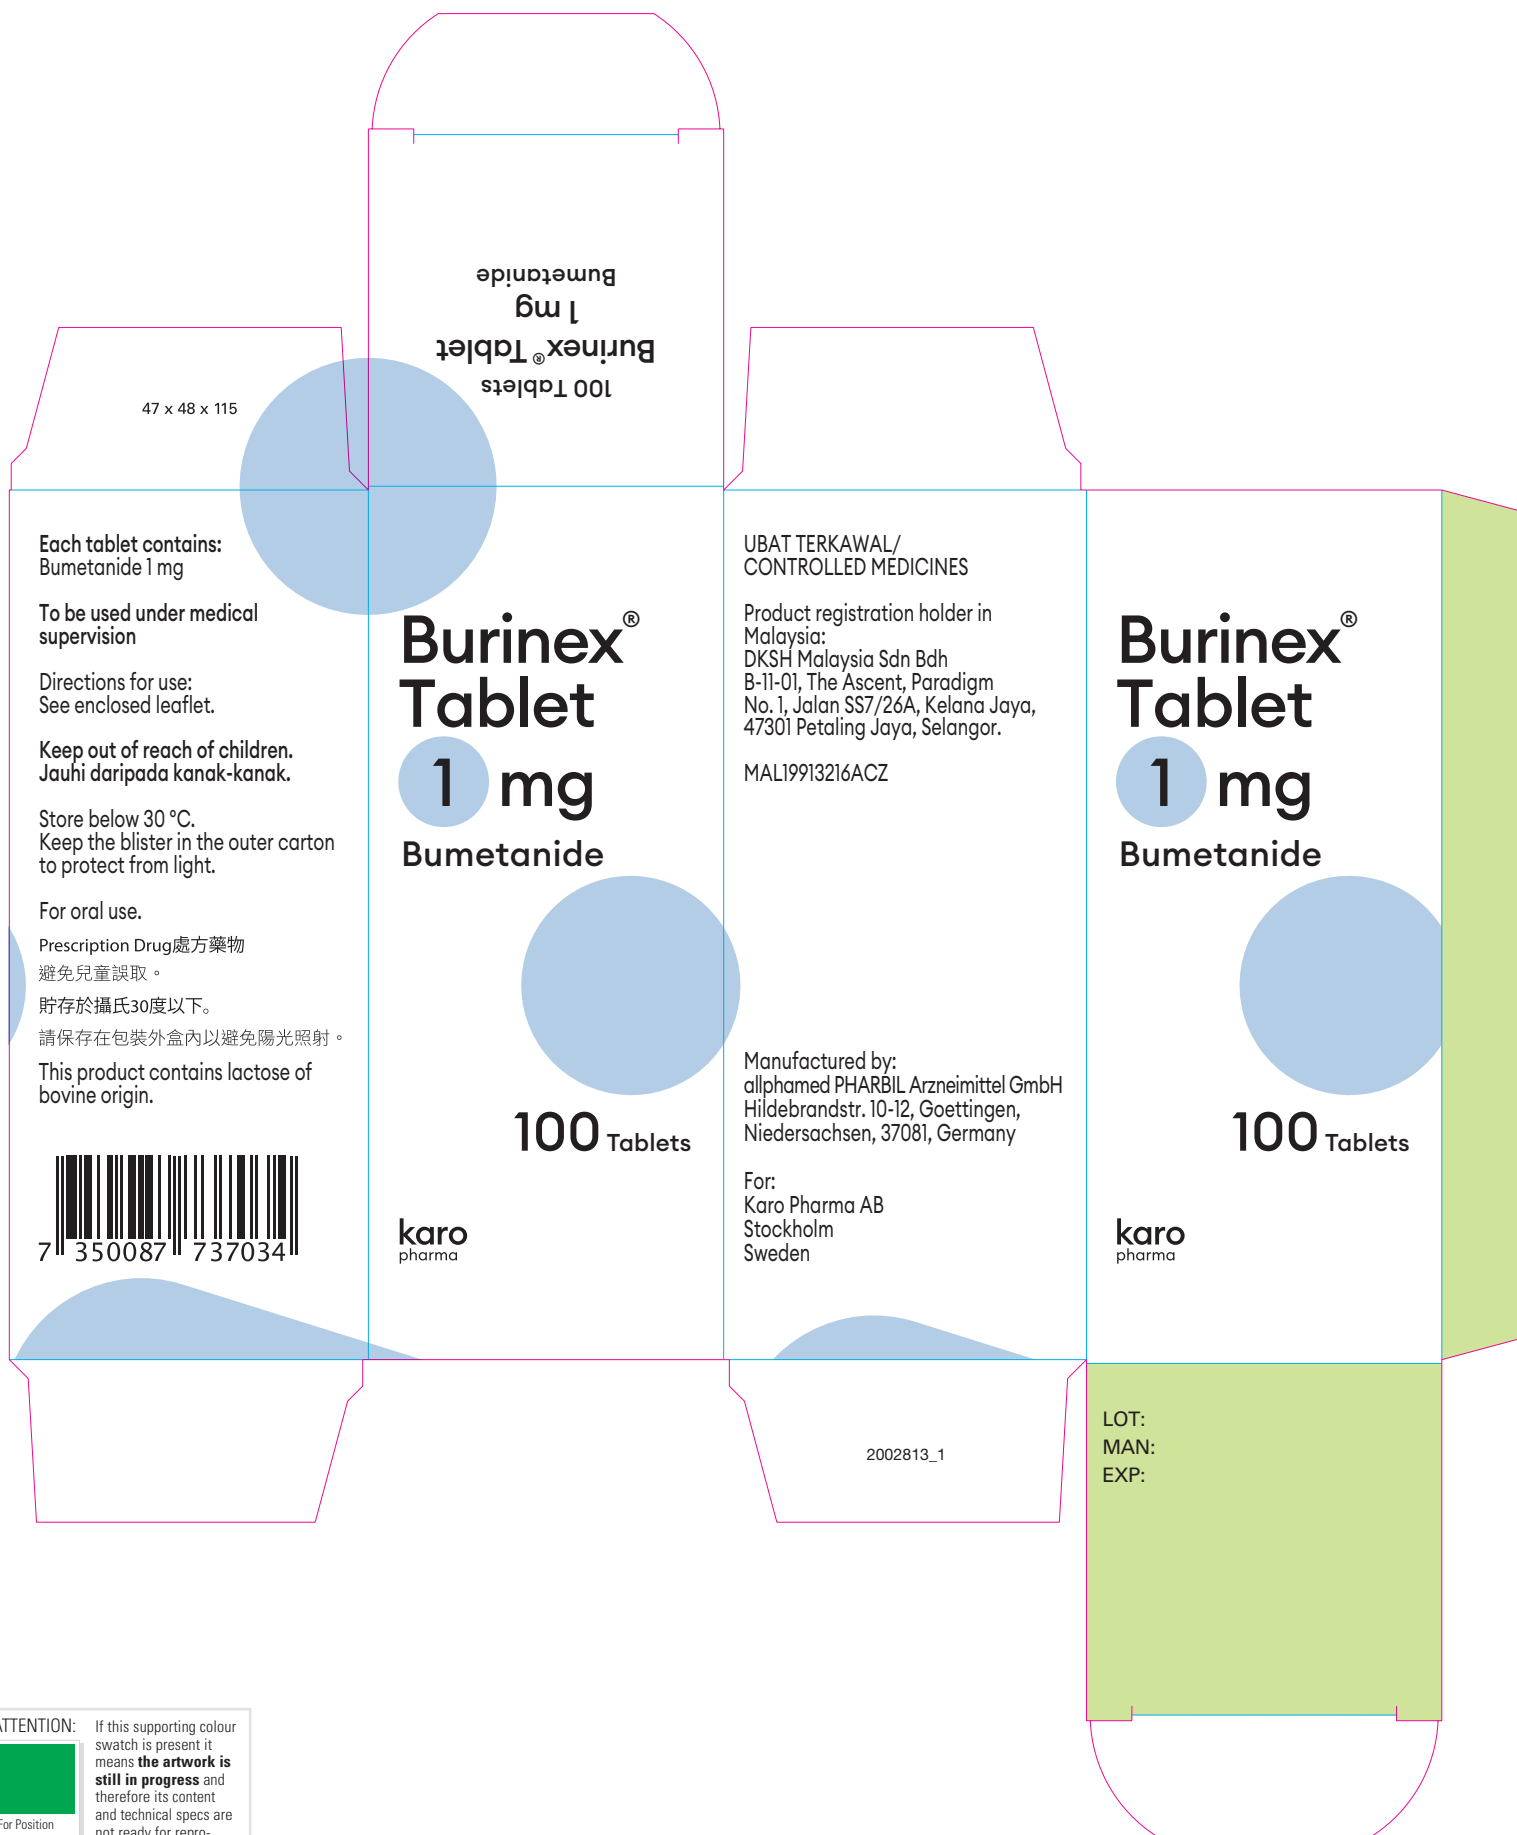 Bumetanide
1 mg
Burinex® Tablet
100 Tablets
47 x 48 x 115
Each tablet contains:
Bumetanide 1 mg
To be used under medical
supervision
Directions for use:
See enclosed leaflet.
Keep out of reach of children.
Jauhi daripada kanak-kanak.
Store below 30 °C.
Keep the blister in the outer carton
to protect from light.
For oral use.
Prescription Drug處方藥物
避免兒童誤取。
貯存於攝氏30度以下。
請保存在包裝外盒內以避免陽光照射。
This product contains lactose of
bovine origin.
7 350087 737034
Burinex®
Tablet
1 mg
Bumetanide
100 Tablets
karo
pharma
UBAT TERKAWAL/
CONTROLLED MEDICINES
Product registration holder in
Malaysia:
DKSH Malaysia Sdn Bdh
B-11-01, The Ascent, Paradigm
No. 1, Jalan SS7/26A, Kelana Jaya,
47301 Petaling Jaya, Selangor.
MAL19913216ACZ
Manufactured by:
allphamed PHARBIL Arzneimittel GmbH
Hildebrandstr. 10-12, Goettingen,
Niedersachsen, 37081, Germany
For:
Karo Pharma AB
Stockholm
Sweden
2002813_1
Burinex®
Tablet
1 mg
Bumetanide
100 Tablets
karo
pharma
LOT:
MAN:
EXP:
ATTENTION:
For Position
If this supporting colour
swatch is present it
means the artwork is
still in progress and
therefore its content
and technical specs are
not ready for repro-